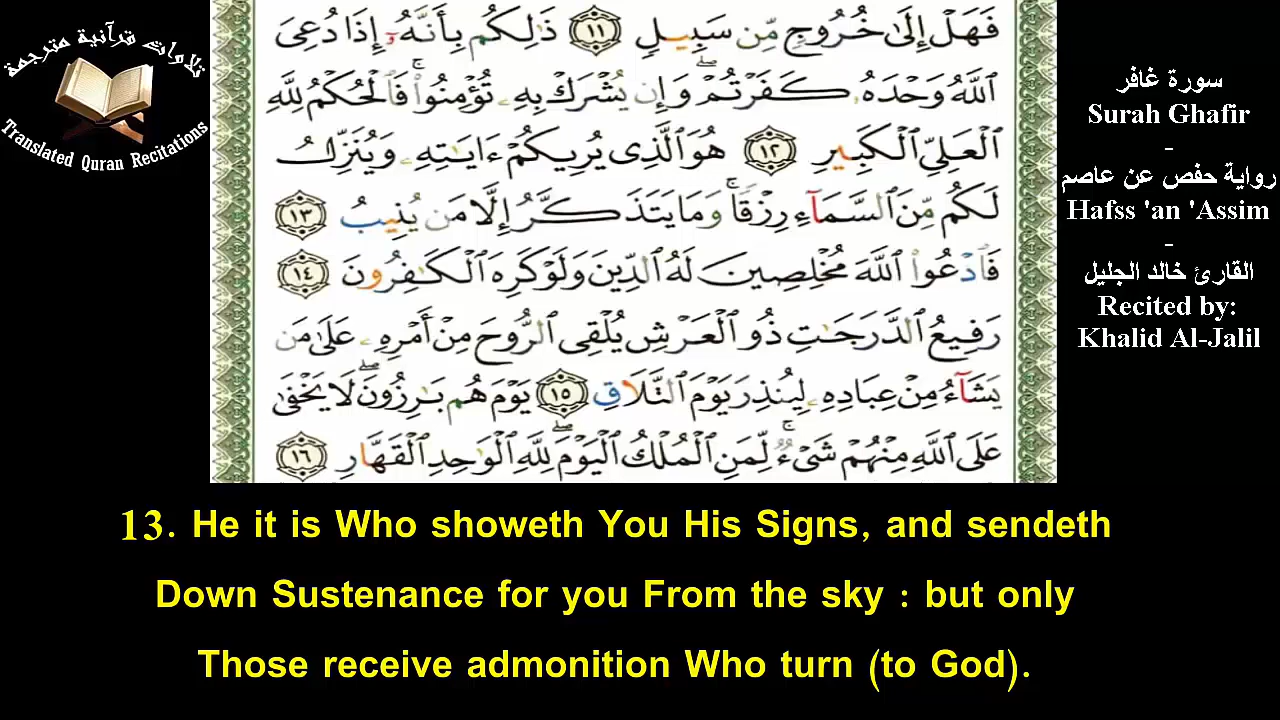 تلاوات قرآنية مترجمة
Translated Quran Recitations
فَهَلْ إِلَىٰ خُرُوجٍ مِّن سَبِيلٍ ١١ ذَٰلِكُم بِأَنَّهُۥٓ إِذَا دُعِىَ
ٱللَّهُ وَحْدَهُۥ كَفَرْتُمْ ۖ وَإِن يُشْرَكْ بِهِۦ تُؤْمِنُوا۟ ۚ فَٱلْحُكْمُ لِلَّهِ
ٱلْعَلِىِّ ٱلْكَبِيرِ ١٢ هُوَ ٱلَّذِى يُرِيكُمْ ءَايَٰتِهِۦ وَيُنَزِّلُ
لَكُم مِّنَ ٱلسَّمَآءِ رِزْقًا ۚ وَمَا يَتَذَكَّرُ إِلَّا مَن يُنِيبُ ١٣
فَٱدْعُوا۟ ٱللَّهَ مُخْلِصِينَ لَهُ ٱلدِّينَ وَلَوْ كَرِهَ ٱلْكَٰفِرُونَ ١٤
رَفِيعُ ٱلدَّرَجَٰتِ ذُو ٱلْعَرْشِ يُلْقِى ٱلرُّوحَ مِنْ أَمْرِهِۦ عَلَىٰ مَن
يَشَآءُ مِنْ عِبَادِهِۦ لِيُنذِرَ يَوْمَ ٱلتَّلَاقِ ١٥ يَوْمَ هُم بَٰرِزُونَ ۖ لَا يَخْفَىٰ
عَلَى ٱللَّهِ مِنْهُمْ شَىْءٌ ۚ لِّمَنِ ٱلْمُلْكُ ٱلْيَوْمَ ۖ لِلَّهِ ٱلْوَٰحِدِ ٱلْقَهَّارِ ١٦
سورة غافر
Surah Ghafir
-
رواية حفص عن عاصم
Hafss 'an 'Assim
-
القارئ خالد الجليل
Recited by:
Khalid Al-Jalil
13. He it is Who showeth You His Signs, and sendeth
Down Sustenance for you From the sky : but only
Those receive admonition Who turn (to God).